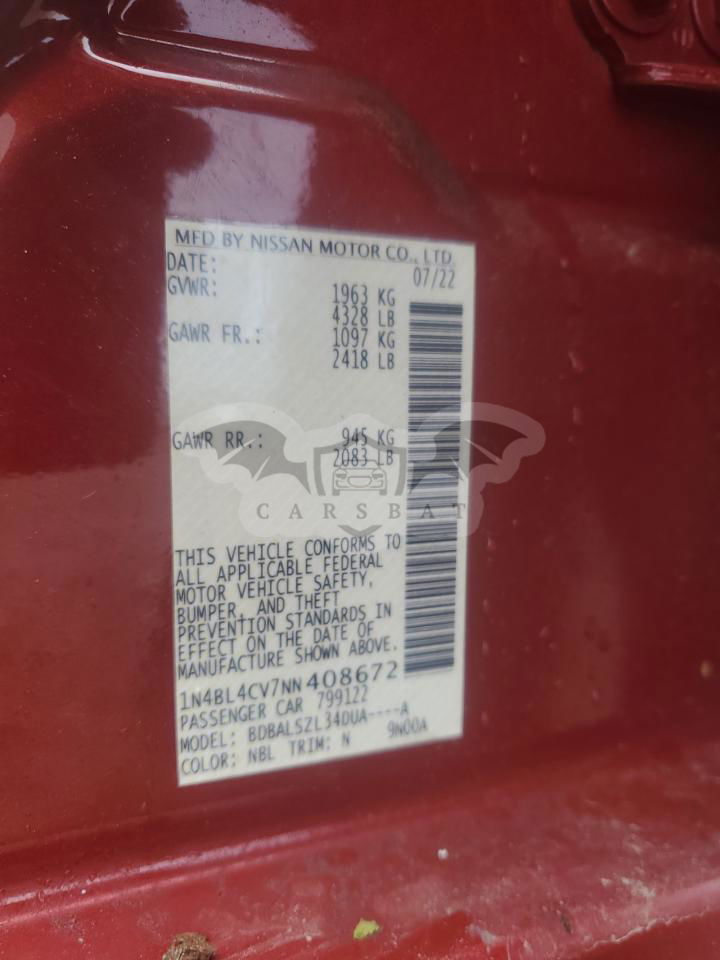 MFD BY NISSAN MOTOR CO., LTD.
DATE: 07/22
GVWR: 1963 KG
4328 LB
GAWR FR.: 1097 KG
2418 LB
GAWR RR.: 945 KG
2083 LB
CARSBAT
THIS VEHICLE CONFORMS TO
ALL APPLICABLE FEDERAL
MOTOR VEHICLE SAFETY,
BUMPER, AND THEFT
PREVENTION STANDARDS IN
EFFECT ON THE DATE OF
MANUFACTURE SHOWN ABOVE.
1N4BL4CV7NN408672
PASSENGER CAR 799122
MODEL: BDBALSZL34DUA----A
COLOR: NBL TRIM: N 9N00A